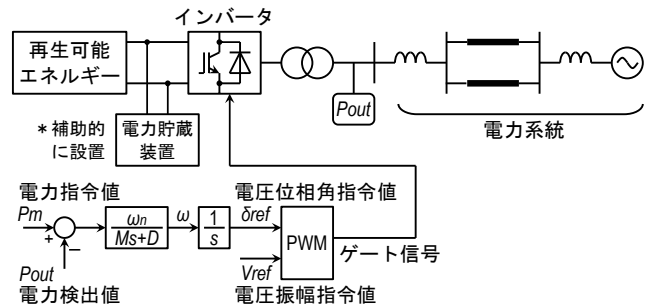 インバータ
再生可能
エネルギー
*補助的
に設置
電力貯蔵
装置
Pout
電力系統
電力指令値
Pm
+
−
Pout
電力検出値
ωn
Ms+D
ω
1
s
電圧位相角指令値
δref
PWM
ゲート信号
Vref
電圧振幅指令値